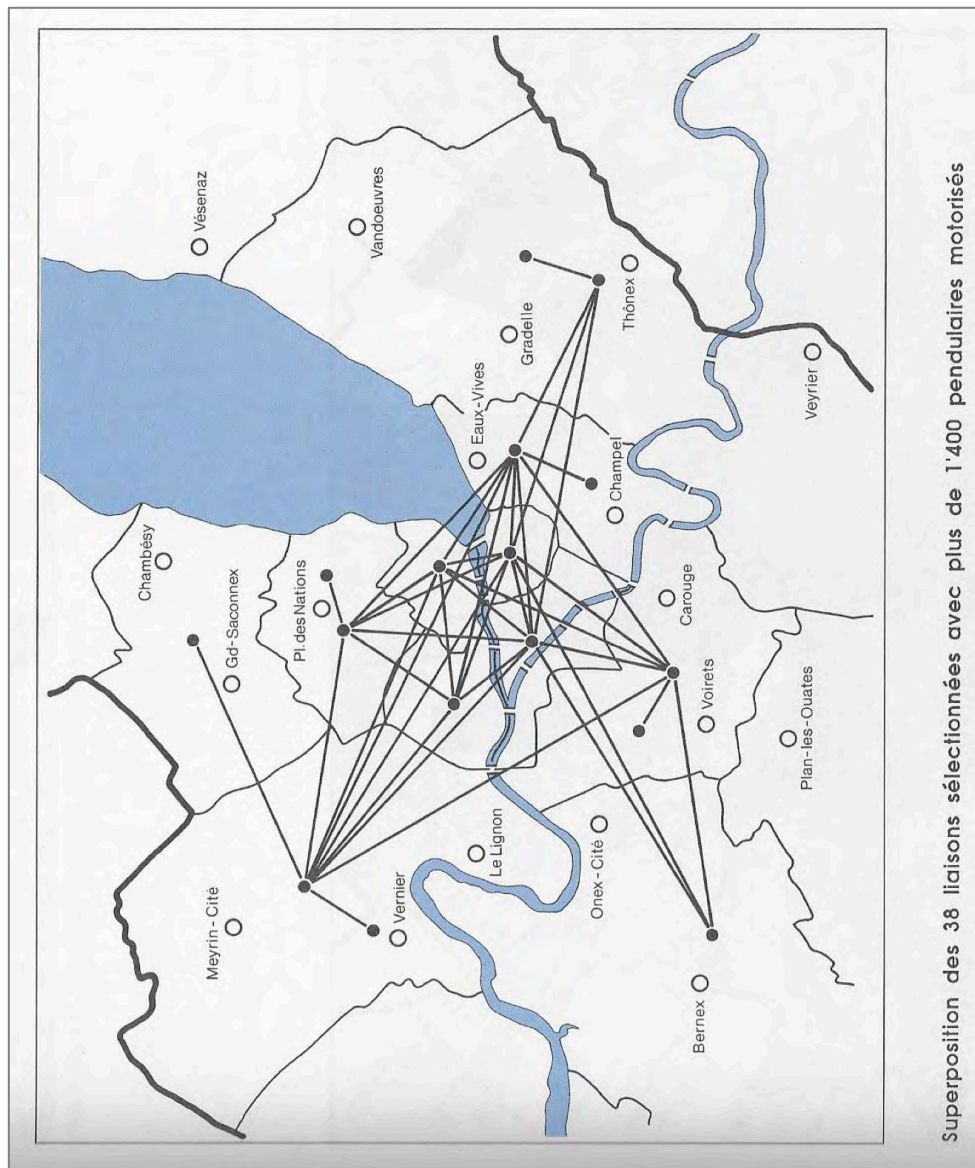 Vésenaz
Vandoeuvres
Chambésy
Gd-Saconnex
Pl. des Nations
Eaux-Vives
Gradelle
Thônex
Meyrin-Cité
Vernier
Le Lignon
Champel
Veyrier
Onex-Cité
Carouge
Voirets
Bernex
Plan-les-Ouates
Superposition des 38 liaisons sélectionnées avec plus de 1'400 pendulaires motorisés